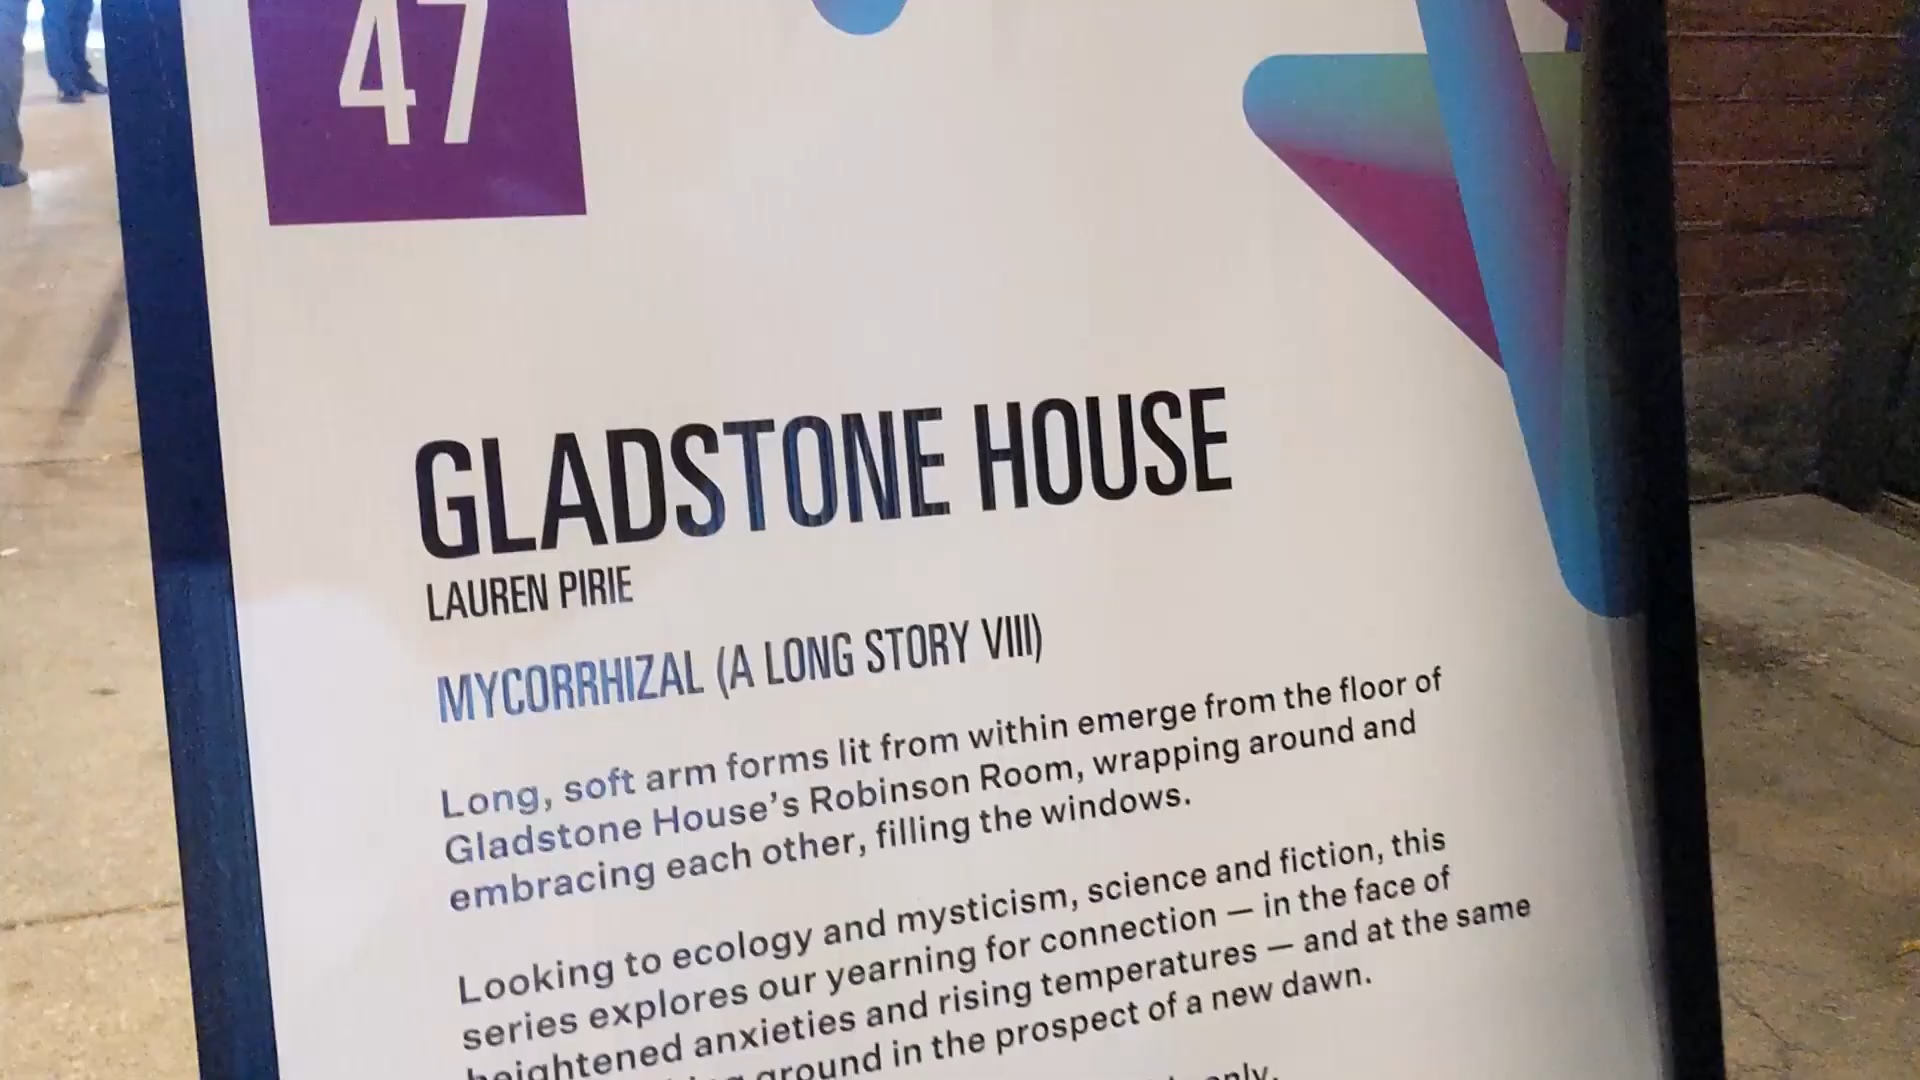 47
GLADSTONE HOUSE
LAUREN PIRIE
MYCORRHIZAL (A LONG STORY VIII)
Long, soft arm forms lit from within emerge from the floor of
Gladstone House's Robinson Room, wrapping around and
embracing each other, filling the windows.
Looking to ecology and mysticism, science and fiction, this
series explores our yearning for connection — in the face of
heightened anxieties and rising temperatures — and at the same
ground in the prospect of a new dawn.
only.